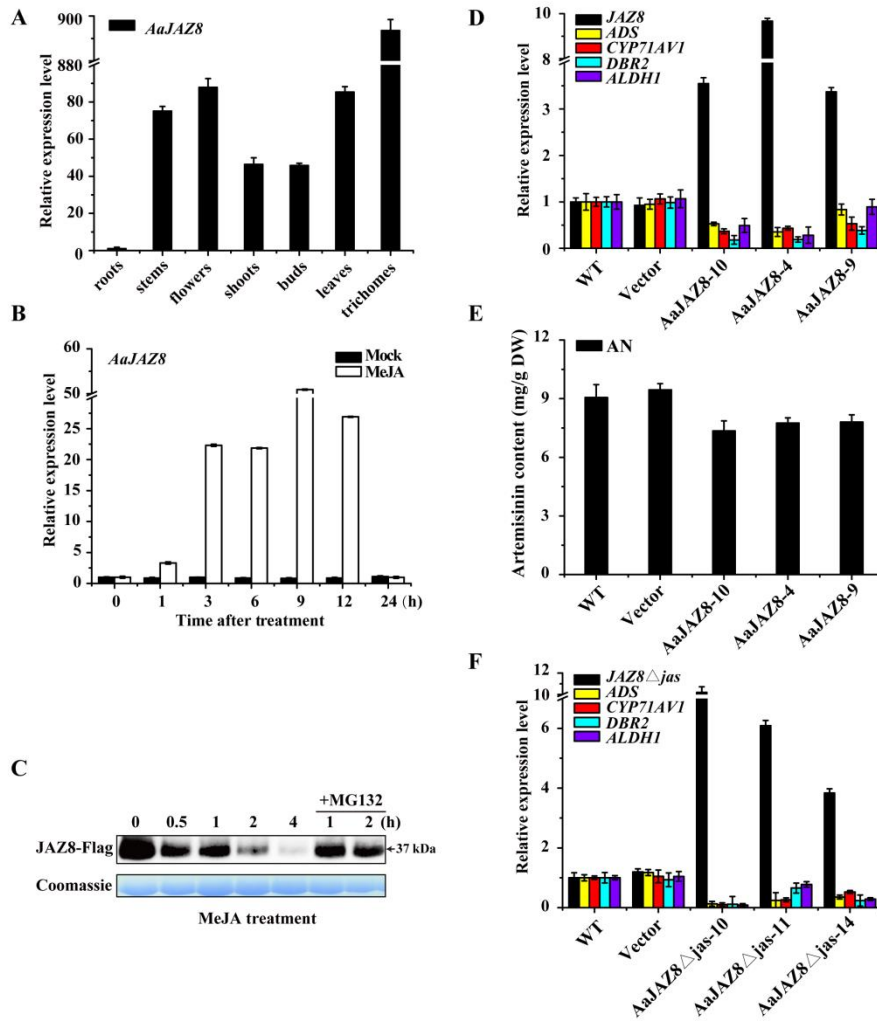 A
AaJAZ8
Relative expression level
900
880
80
60
40
20
0
roots
stems
flowers
shoots
buds
leaves
trichomes
B
AaJAZ8
Mock
MeJA
Relative expression level
60
50
25
20
15
10
5
0
0 1 3 6 9 12 24 (h)
Time after treatment
C
+MG132
0 0.5 1 2 4 1 2 (h)
JAZ8-Flag
37 kDa
Coomassie
MeJA treatment
D
JAZ8
ADS
CYP71AV1
DBR2
ALDH1
Relative expression level
10
8
3
2
1
0
WT
Vector
AaJAZ8-10
AaJAZ8-4
AaJAZ8-9
E
AN
Artemisinin content (mg/g DW)
12
9
6
3
0
WT
Vector
AaJAZ8-10
AaJAZ8-4
AaJAZ8-9
F
JAZ8△jas
ADS
CYP71AV1
DBR2
ALDH1
Relative expression level
12
10
6
4
2
0
WT
Vector
AaJAZ8△jas-10
AaJAZ8△jas-11
AaJAZ8△jas-14